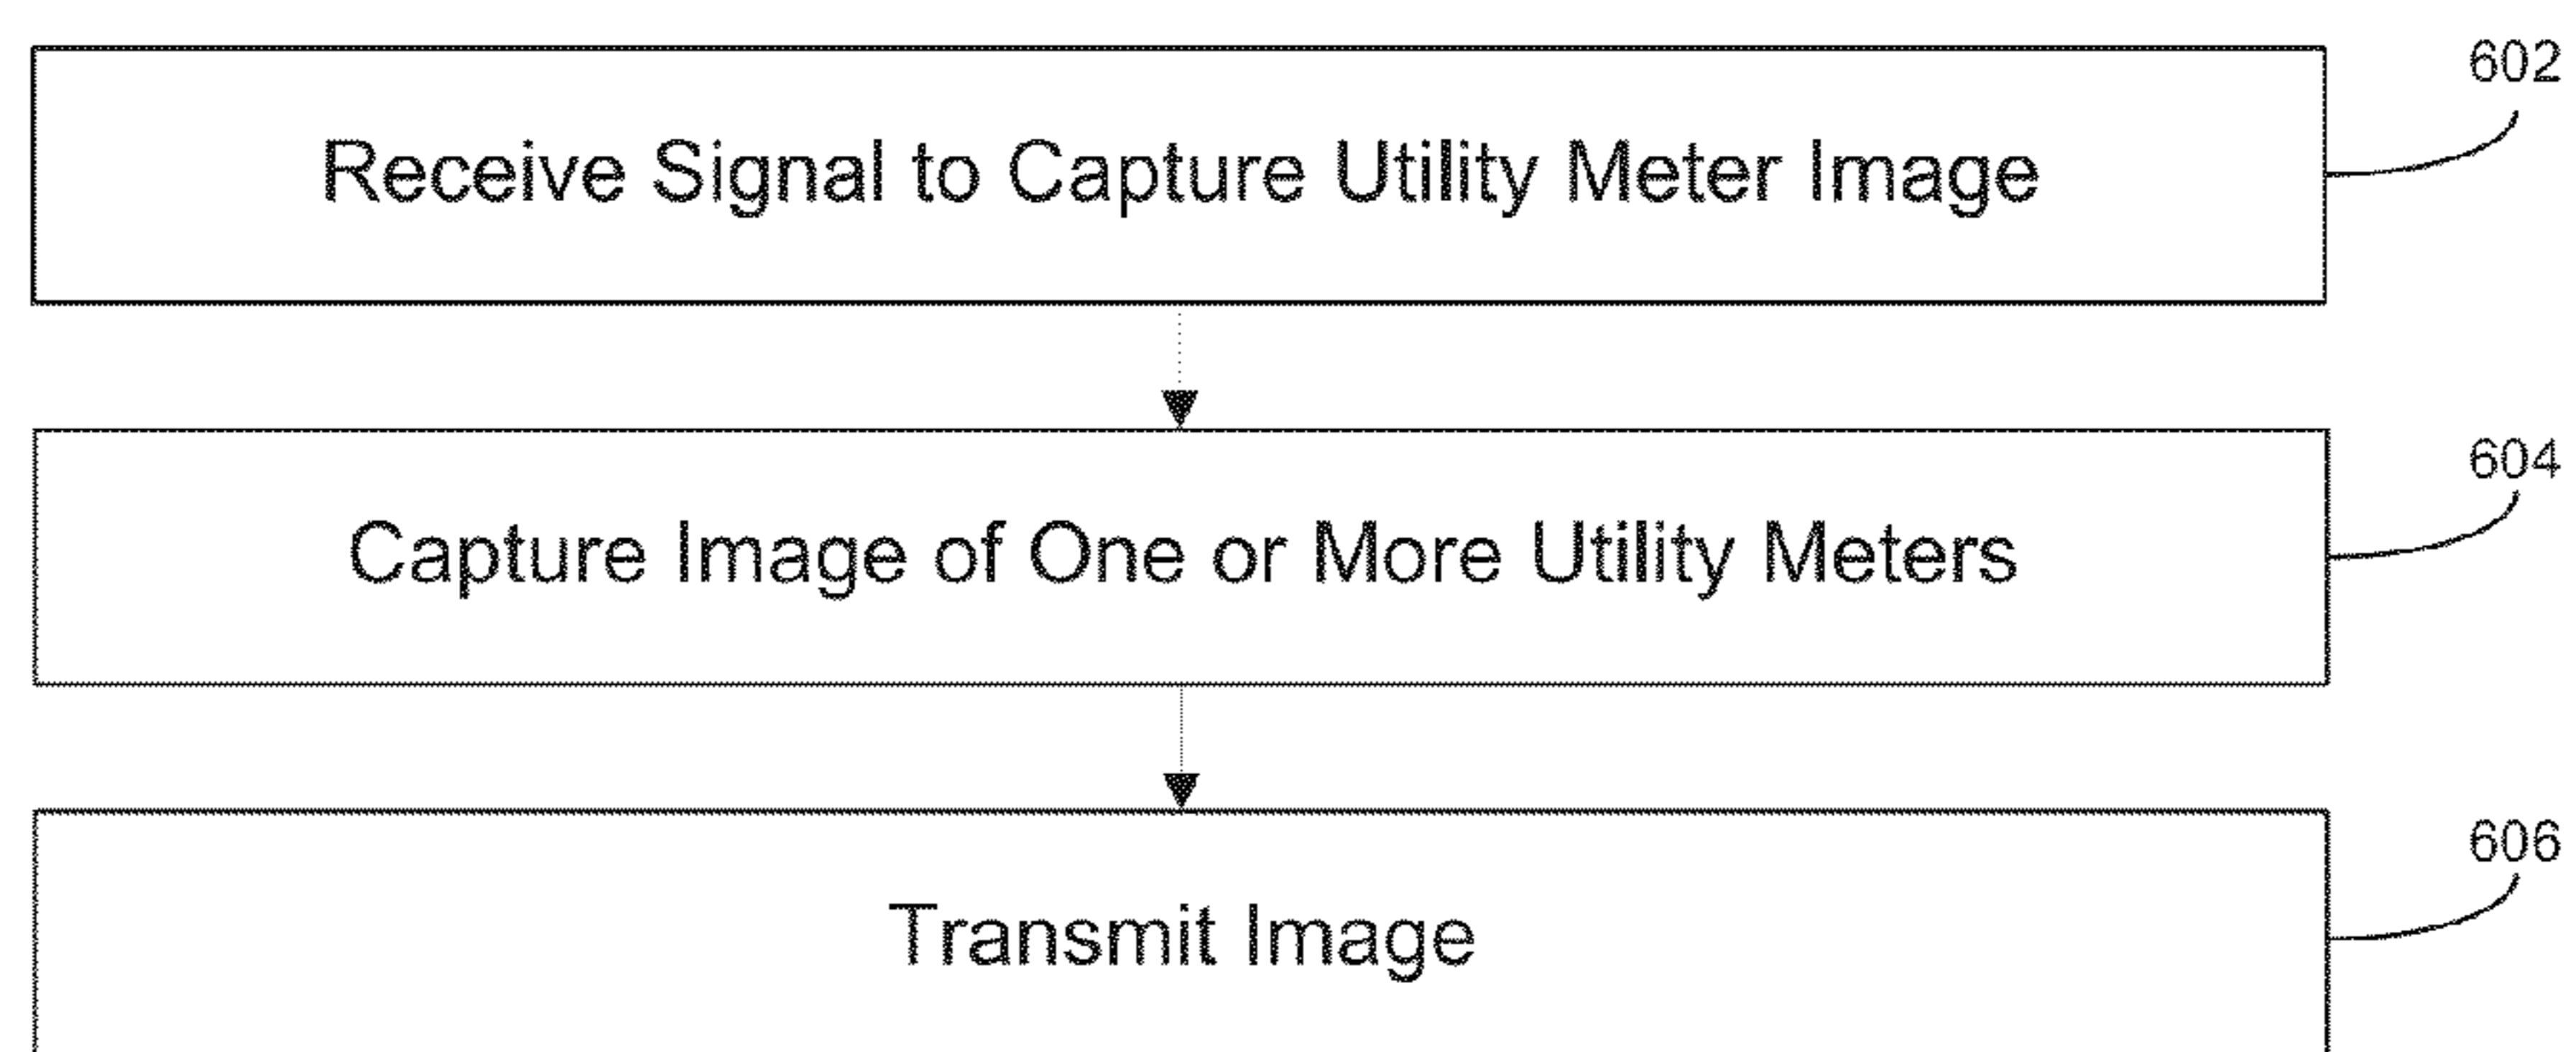 602
Receive Signal to Capture Utility Meter Image
604
Capture Image of One or More Utility Meters
606
Transmit Image